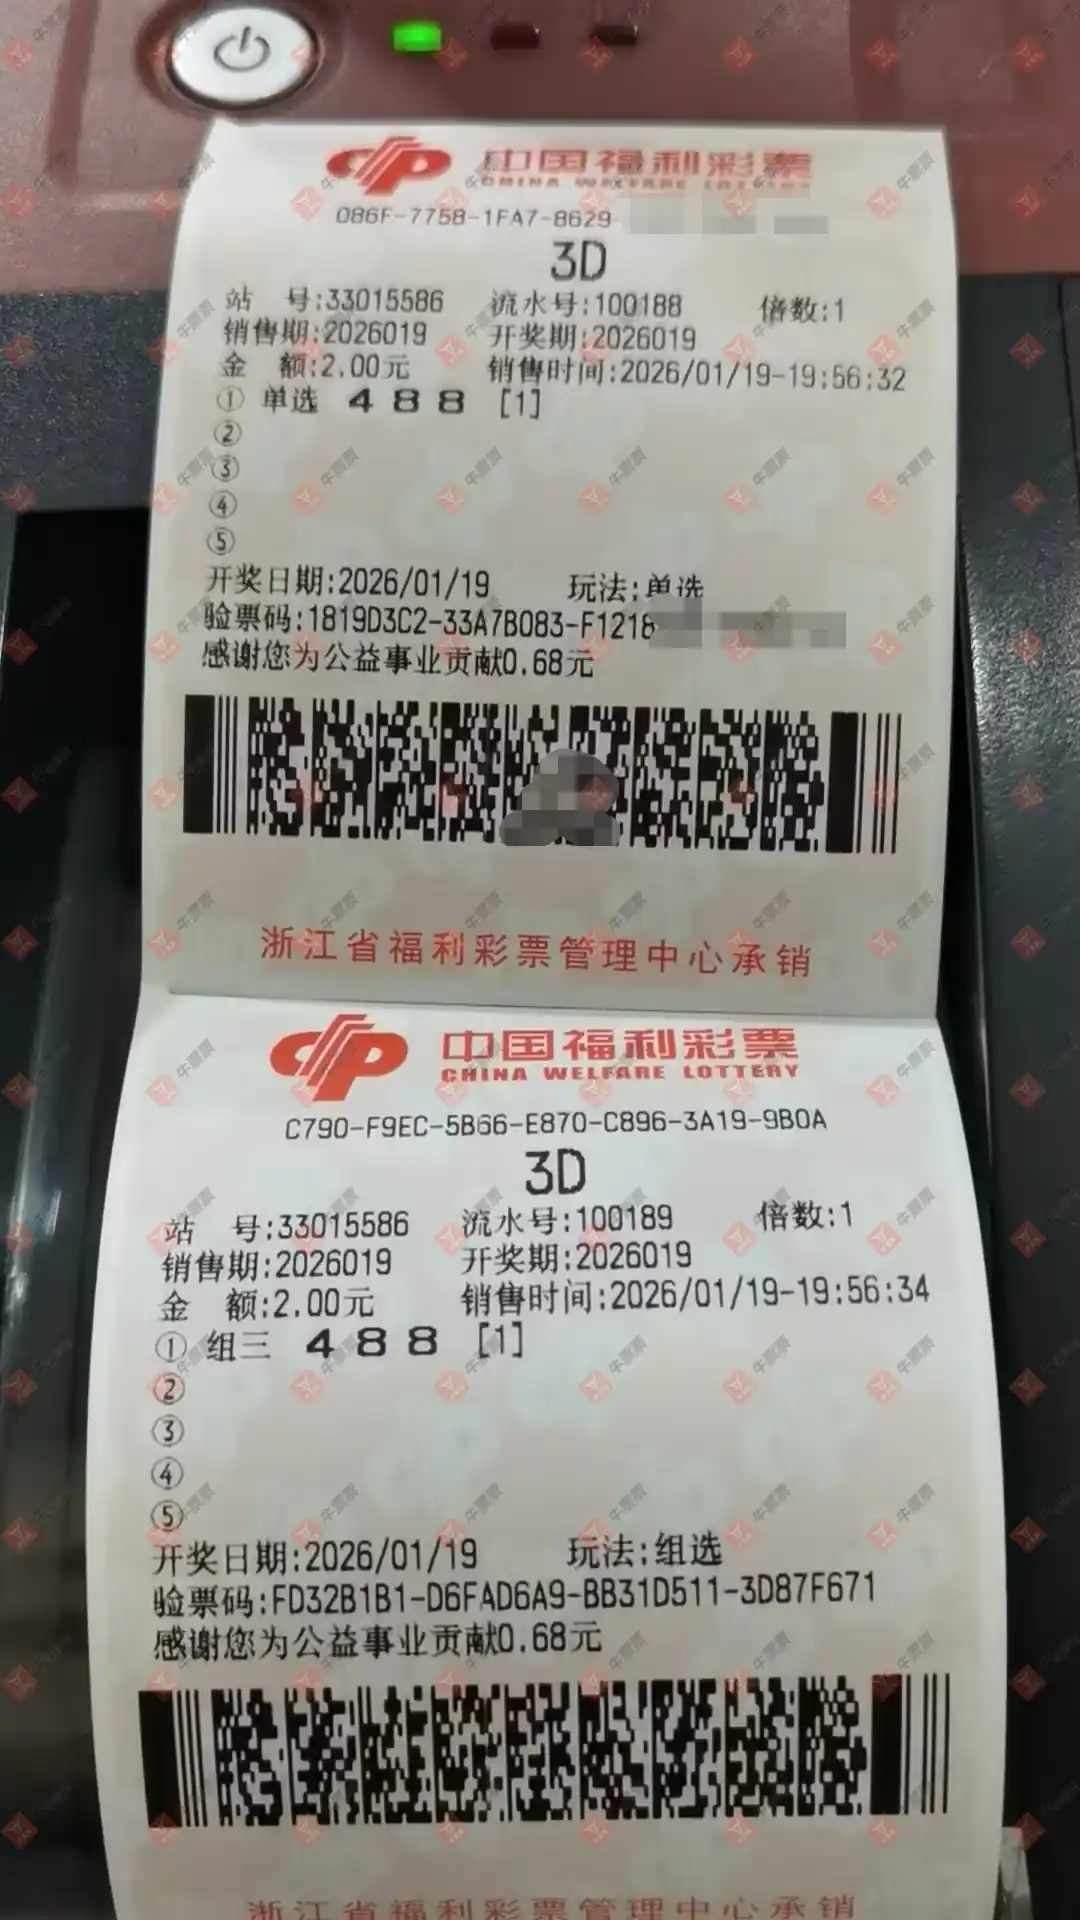 中国福利彩票
CHINA WELFARE LOTTERY
086F-775B-1FA7-8629-
3D
站 号:33015586 流水号:100188 倍数:1
销售期:2026019 开奖期:2026019
金 额:2.00元 销售时间:2026/01/19-19:56:32
① 单选 4 8 8 [1]
②
③
④
⑤
开奖日期:2026/01/19 玩法:单选
验票码:1819D3C2-33A7B083-F1218
感谢您为公益事业贡献0.68元
浙江省福利彩票管理中心承销
中国福利彩票
CHINA WELFARE LOTTERY
C790-F9EC-5B66-E870-C896-3A19-9B0A
3D
站 号:33015586 流水号:100189 倍数:1
销售期:2026019 开奖期:2026019
金 额:2.00元 销售时间:2026/01/19-19:56:34
① 组三 4 8 8 [1]
②
③
④
⑤
开奖日期:2026/01/19 玩法:组选
验票码:FD32B1B1-D6FAD6A9-BB31D511-3D87F671
感谢您为公益事业贡献0.68元
浙江省福利彩票管理中心承销
牛票票